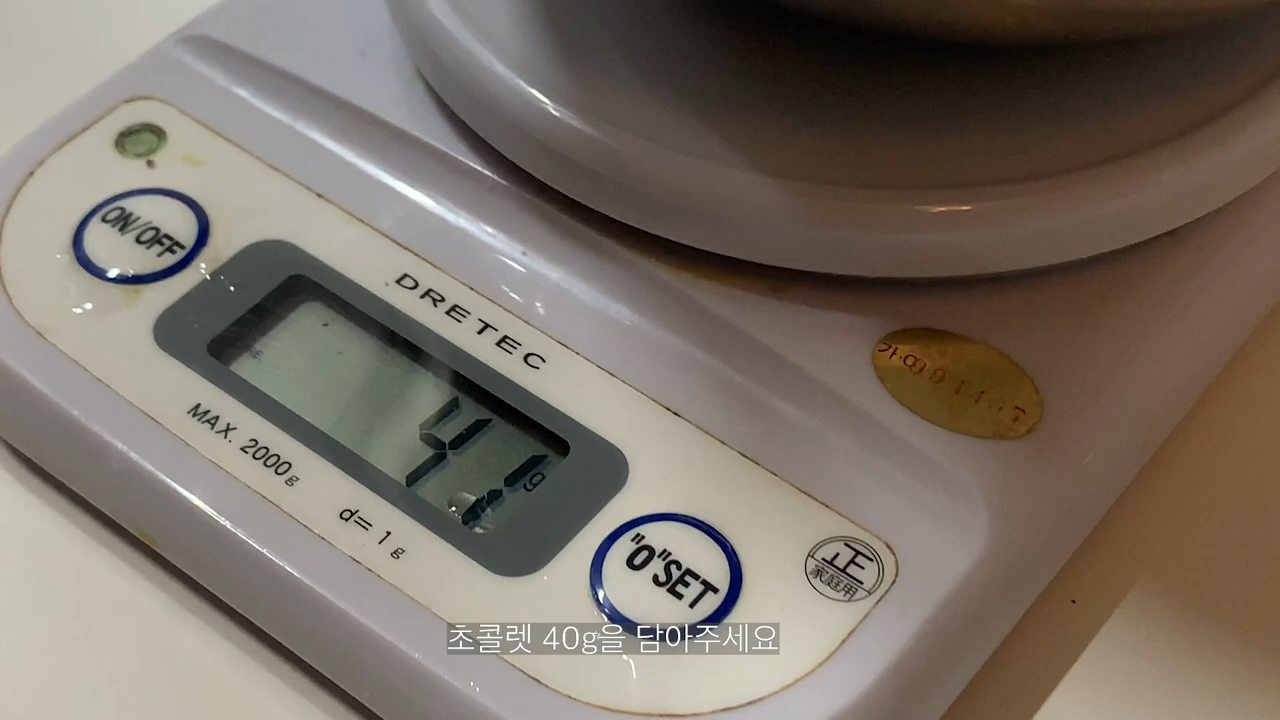 ON/OFF
DRETEC
41g
MAX. 2000g
d= 1g
"0"SET
正
家庭用
초콜렛 40g을 담아주세요